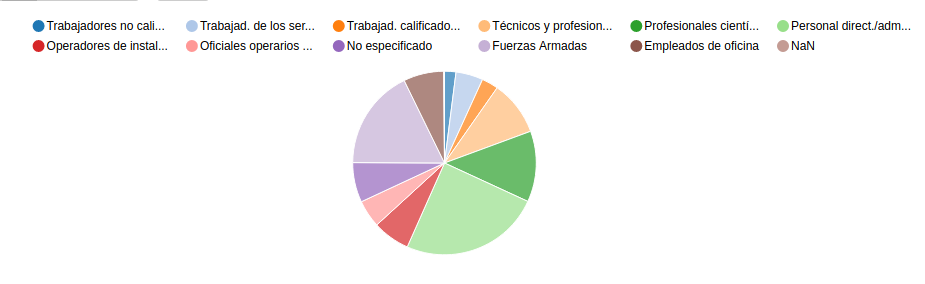 Trabajadores no cali... Trabajad. de los ser... Trabajad. calificado... Técnicos y profesion... Profesionales cientí... Personal direct./adm...
Operadores de instal... Oficiales operarios ... No especificado Fuerzas Armadas Empleados de oficina NaN